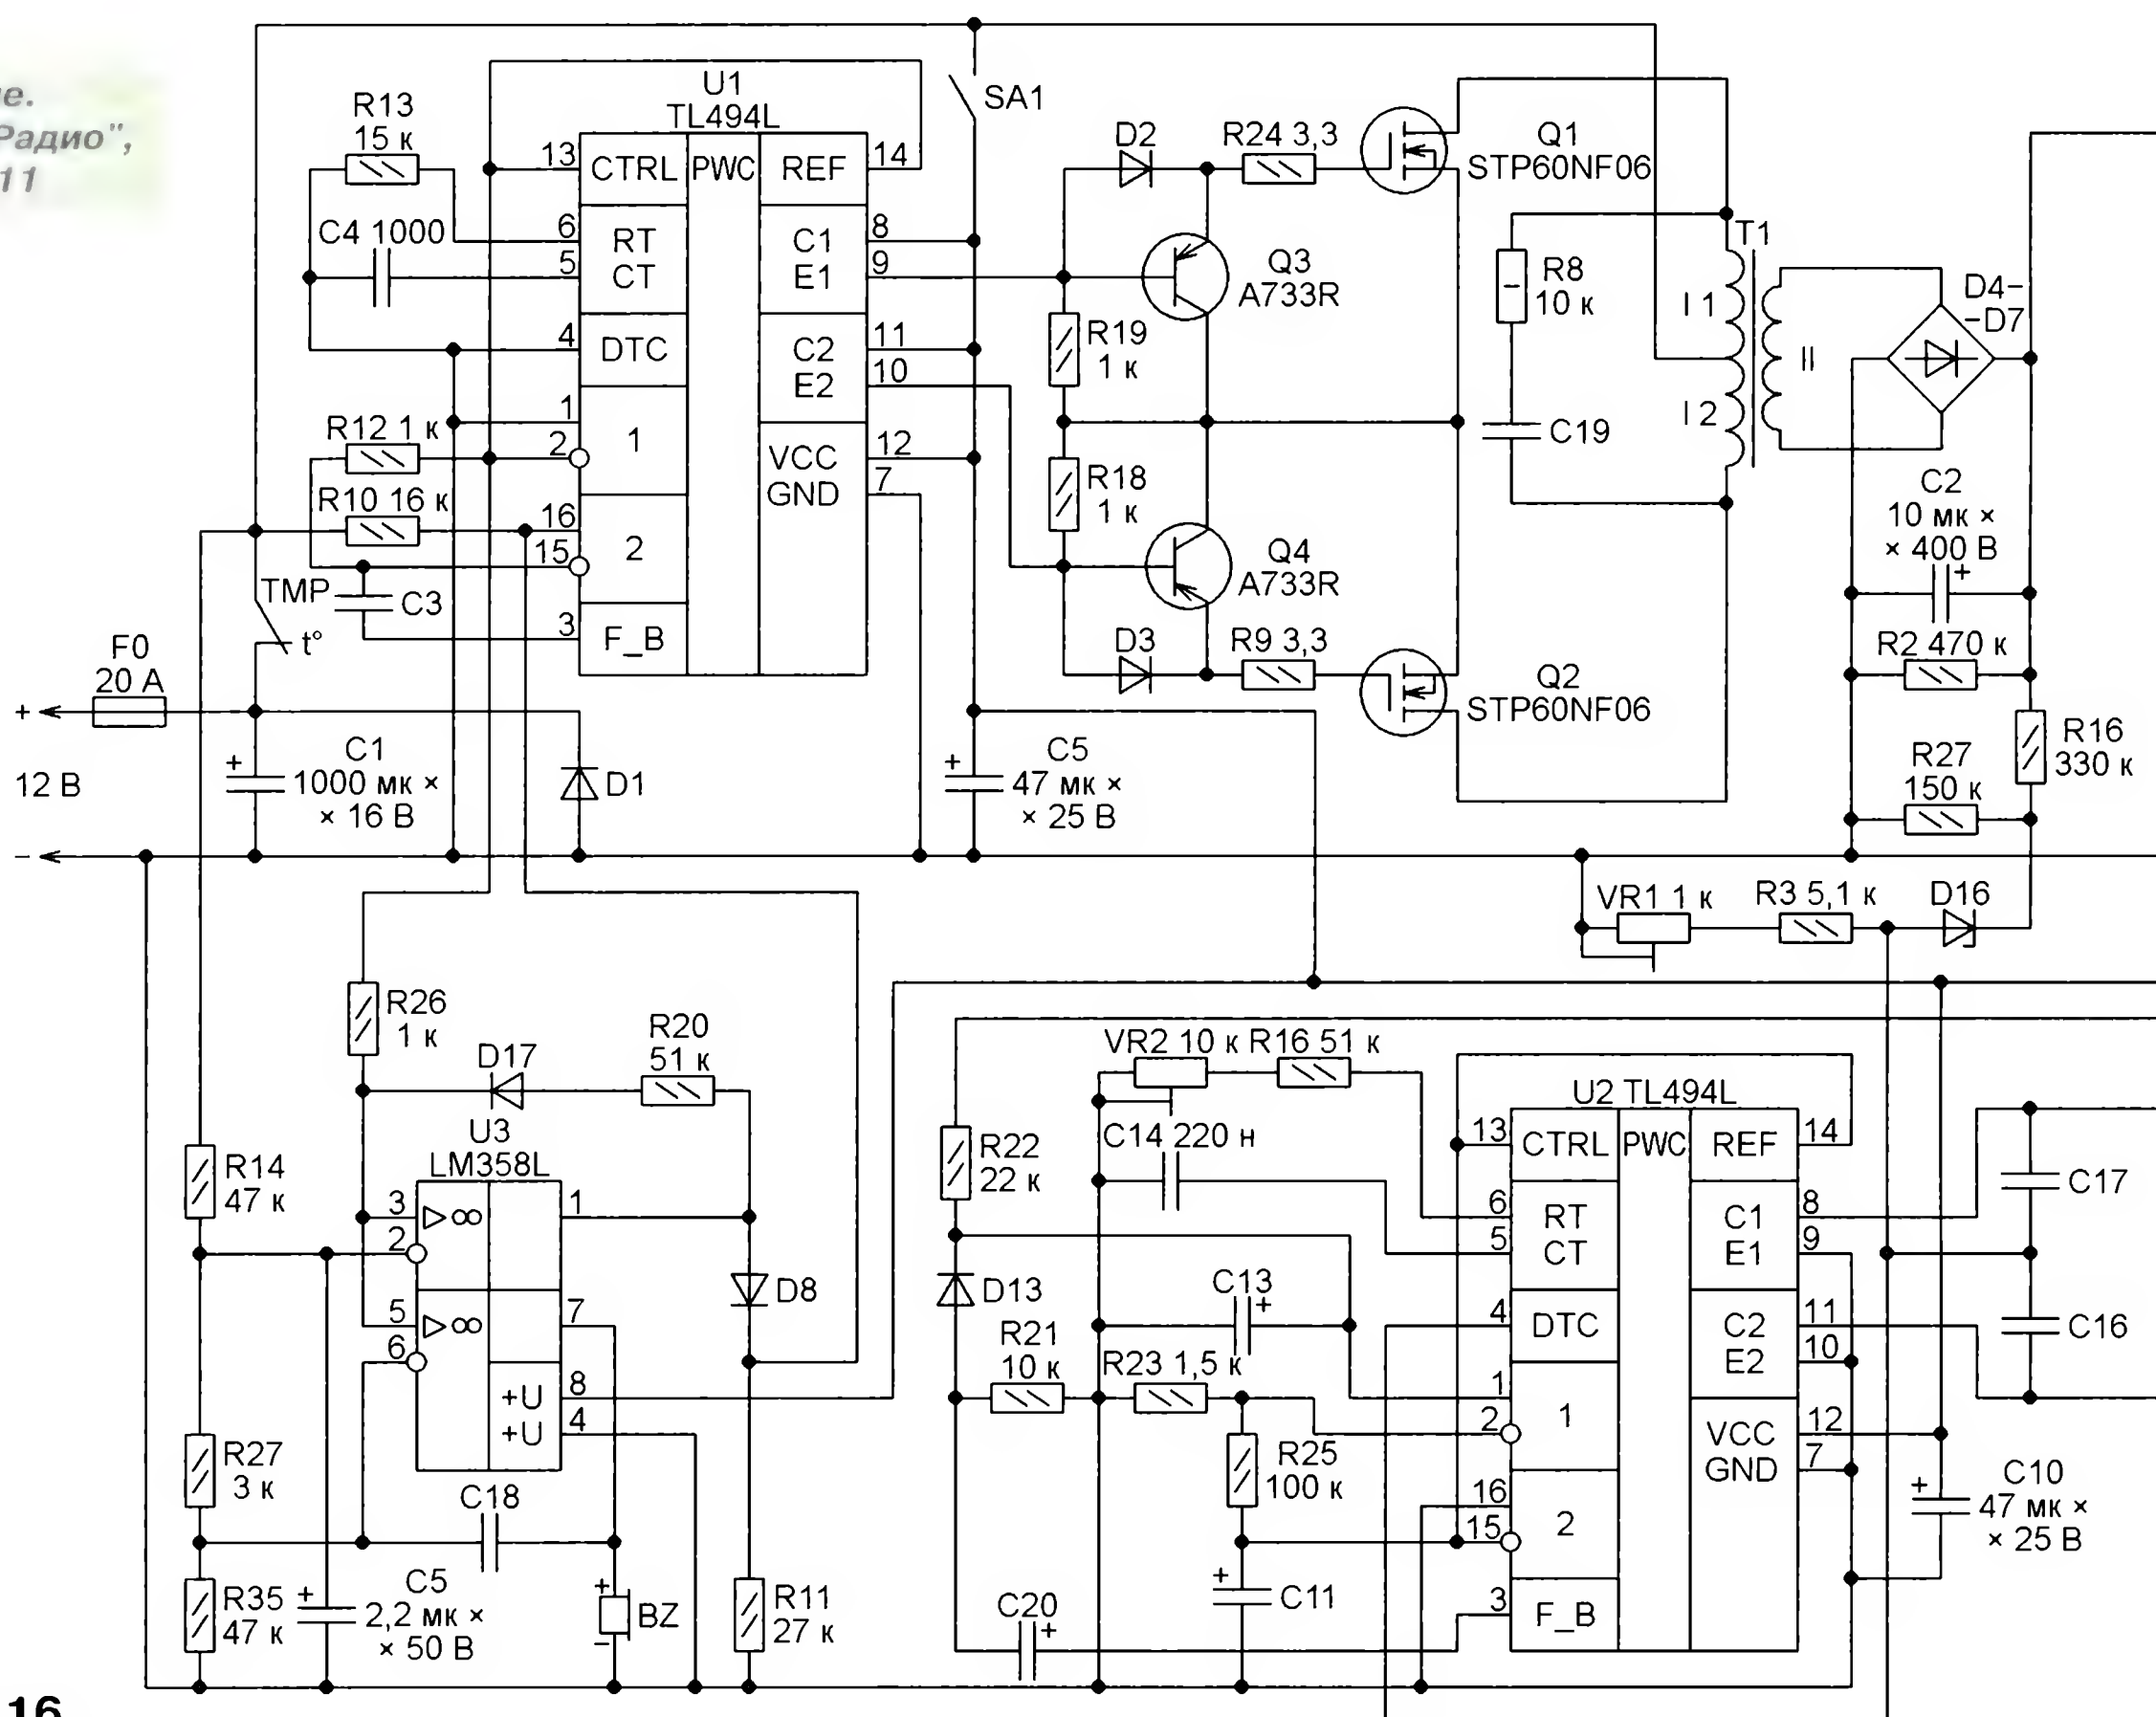 е.
Радио",
11
R13
15 к
C4 1000
R12 1 к
R10 16 к
TMP
t°
C3
F0
20 А
+
12 В
−
+
C1
1000 мк ×
× 16 В
D1
U1
TL494L
13
6
5
4
1
2
16
15
3
CTRL
RT
CT
DTC
1
2
F_B
PWC
REF
C1
E1
C2
E2
VCC
GND
14
8
9
11
10
12
7
SA1
+
C5
47 мк ×
× 25 В
D2
R24 3,3
Q1
STP60NF06
Q3
A733R
R19
1 к
R18
1 к
Q4
A733R
D3
R9 3,3
Q2
STP60NF06
R8
10 к
C19
T1
I 1
I 2
II
D4-
-D7
C2
10 мк ×
× 400 В
+
R2 470 к
R16
330 к
R27
150 к
VR1 1 к
R3 5,1 к
D16
R26
1 к
D17
R20
51 к
U3
LM358L
R14
47 к
3
2
5
6
▷∞
▷∞
+U
+U
1
7
8
4
D8
R27
3 к
C18
R35
47 к
+
C5
2,2 мк ×
× 50 В
+
BZ
−
R11
27 к
VR2 10 к
R16 51 к
C14 220 н
R22
22 к
D13
C13
+
R21
10 к
R23 1,5 к
R25
100 к
+
C11
C20
+
U2 TL494L
13
6
5
4
1
2
16
15
3
CTRL
RT
CT
DTC
1
2
F_B
PWC
REF
C1
E1
C2
E2
VCC
GND
14
8
9
11
10
12
7
C17
C16
+
C10
47 мк ×
× 25 В
16